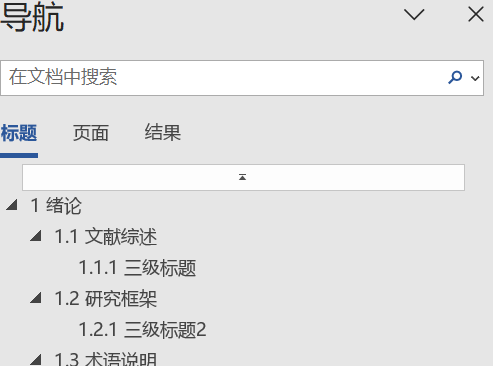 导航
在文档中搜索
标题 页面 结果
1 绪论
1.1 文献综述
1.1.1 三级标题
1.2 研究框架
1.2.1 三级标题2
1.3 术语说明